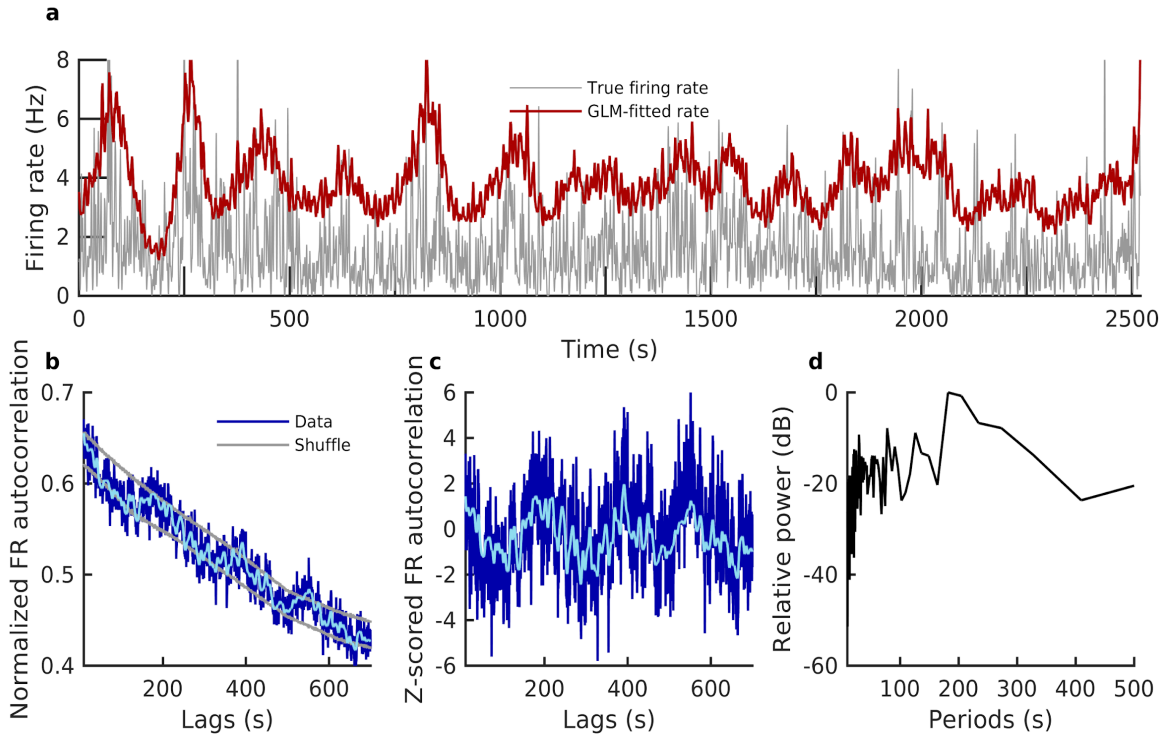 a
Firing rate (Hz)
8
6
4
2
0
True firing rate
GLM-fitted rate
0 500 1000 1500 2000 2500
Time (s)
b
Normalized FR autocorrelation
0.7
0.6
0.5
0.4
Data
Shuffle
200 400 600
Lags (s)
c
Z-scored FR autocorrelation
6
4
2
0
-2
-4
-6
200 400 600
Lags (s)
d
Relative power (dB)
0
-20
-40
-60
100 200 300 400 500
Periods (s)